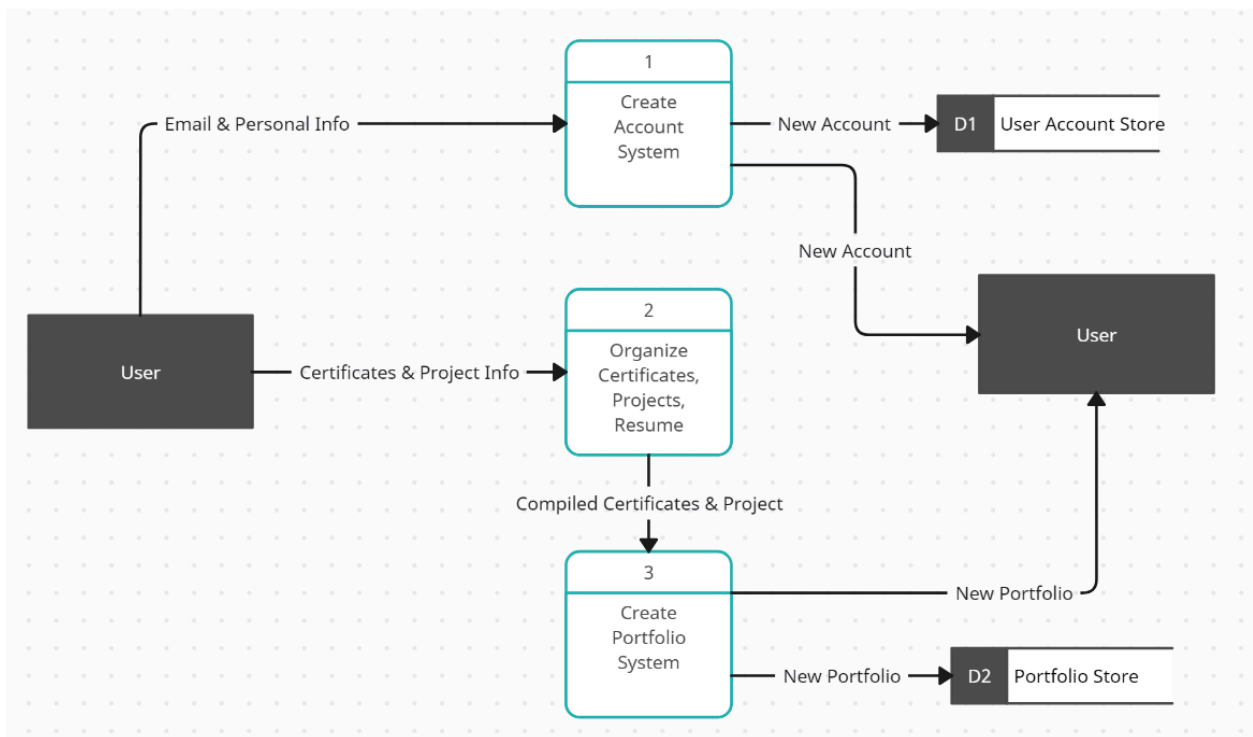 1
Create
Account
System
Email & Personal Info
New Account
D1
User Account Store
New Account
User
2
Organize
Certificates,
Projects,
Resume
User
Certificates & Project Info
Compiled Certificates & Project
3
Create
Portfolio
System
New Portfolio
New Portfolio
D2
Portfolio Store